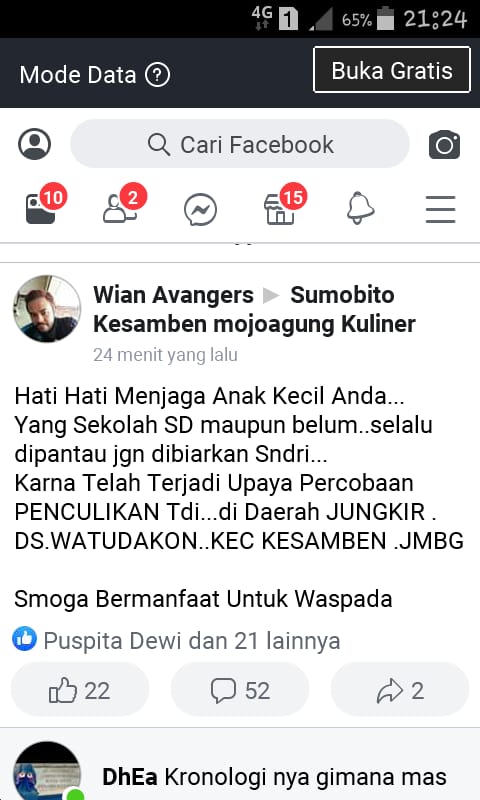 4G 1 65% 21:24
Mode Data ? Buka Gratis
Cari Facebook
10 2 15
Wian Avangers ▶ Sumobito
Kesamben mojoagung Kuliner
24 menit yang lalu
Hati Hati Menjaga Anak Kecil Anda...
Yang Sekolah SD maupun belum..selalu
dipantau jgn dibiarkan Sndri...
Karna Telah Terjadi Upaya Percobaan
PENCULIKAN Tdi...di Daerah JUNGKIR .
DS.WATUDAKON..KEC KESAMBEN .JMBG
Smoga Bermanfaat Untuk Waspada
Puspita Dewi dan 21 lainnya
22 52 2
DhEa Kronologi nya gimana mas